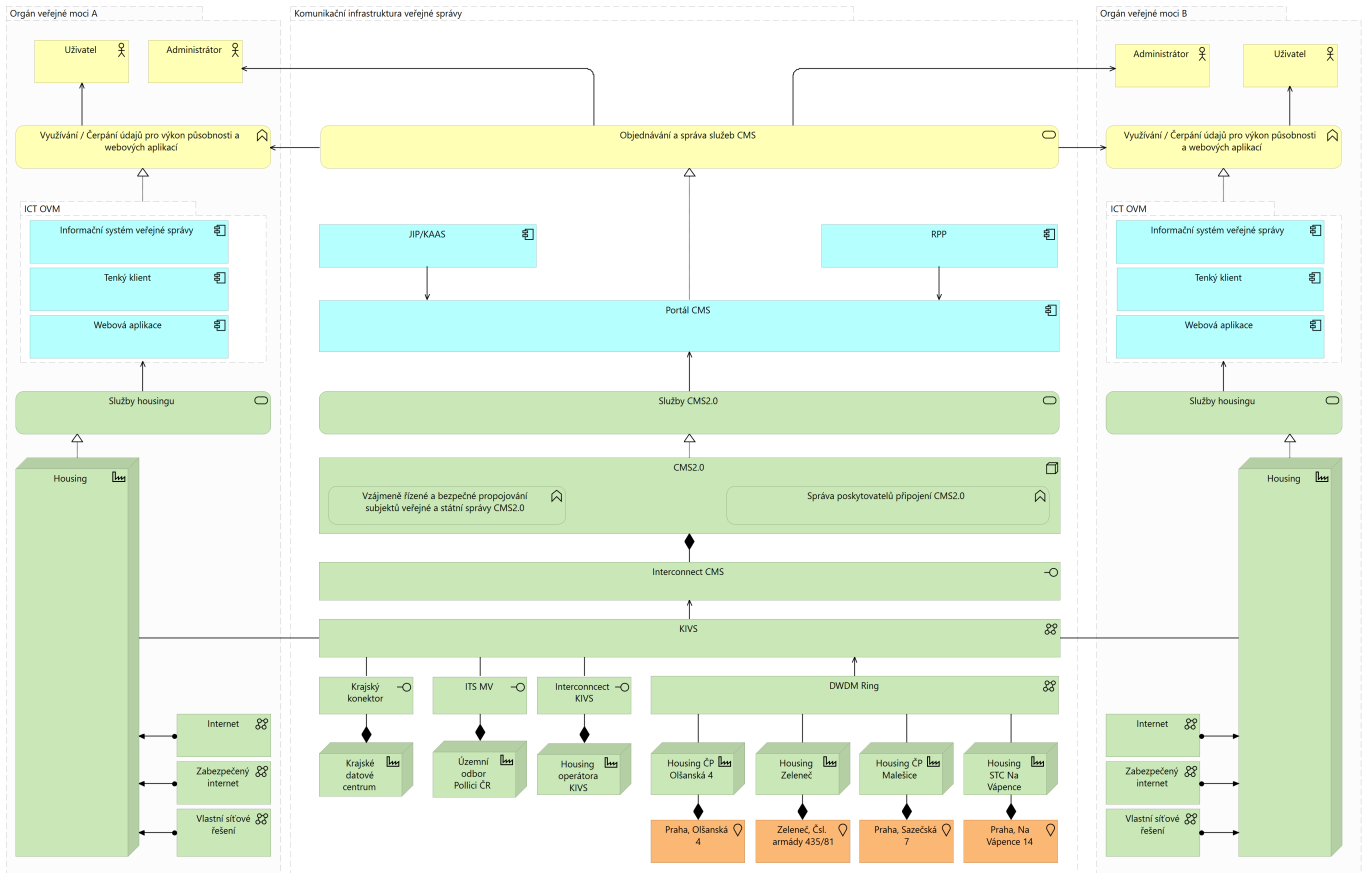 Orgán veřejné moci A
Komunikační infrastruktura veřejné správy
Orgán veřejné moci B
Uživatel
Administrátor
Administrátor
Uživatel
Využívání / Čerpání údajů pro výkon působnosti a
webových aplikací
Objednávání a správa služeb CMS
Využívání / Čerpání údajů pro výkon působnosti
a webových aplikací
ICT OVM
Informační systém veřejné správy
Tenký klient
Webová aplikace
JIP/KAAS
RPP
Portál CMS
ICT OVM
Informační systém veřejné správy
Tenký klient
Webová aplikace
Služby housingu
Služby CMS2.0
Služby housingu
Housing
CMS2.0
Vzájmeně řízené a bezpečné propojování
subjektů veřejné a státní správy CMS2.0
Správa poskytovatelů připojení CMS2.0
Housing
Interconnect CMS
KIVS
Krajský
konektor
ITS MV
Interconncect
KIVS
DWDM Ring
Internet
Zabezpečený
internet
Vlastní síťové
řešení
Krajské
datové
centrum
Územní
odbor
Pollici ČR
Housing
operátora
KIVS
Housing ČP
Olšanská 4
Housing
Zeleneč
Housing ČP
Malešice
Housing
STC Na
Vápence
Praha, Olšanská
4
Zeleneč, Čsl.
armády 435/81
Praha, Sazečská
7
Praha, Na
Vápence 14
Internet
Zabezpečený
internet
Vlastní síťové
řešení